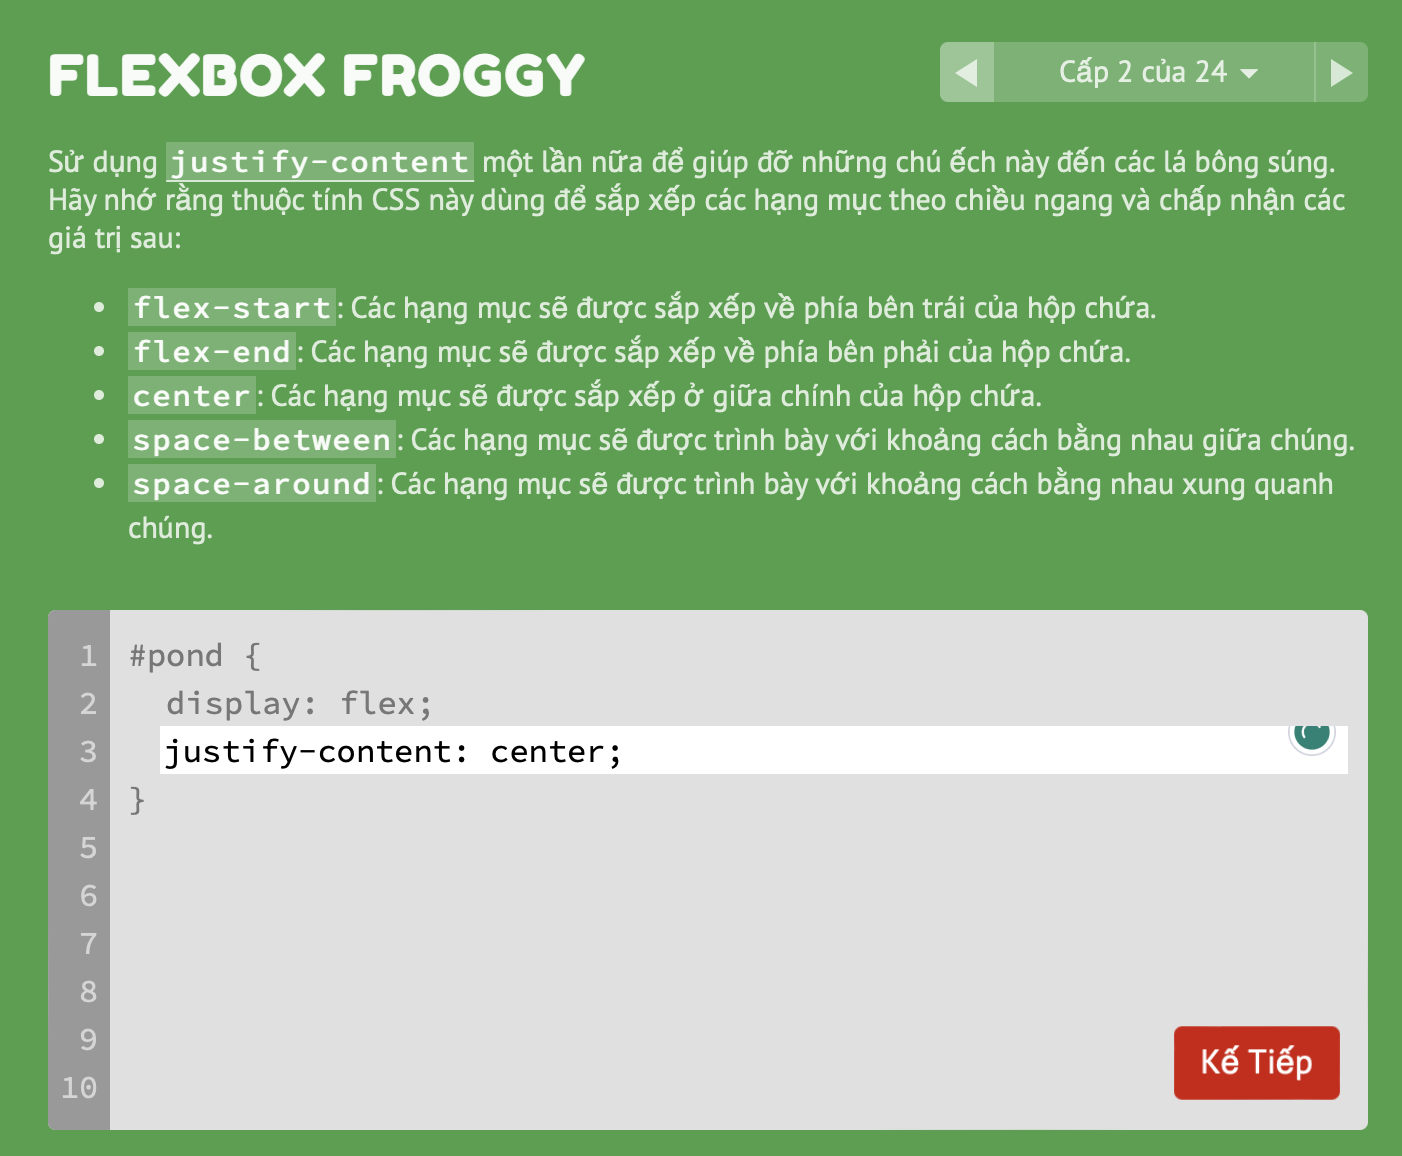 FLEXBOX FROGGY
Cấp 2 của 24
Sử dụng justify-content một lần nữa để giúp đỡ những chú ếch này đến các lá bông súng.
Hãy nhớ rằng thuộc tính CSS này dùng để sắp xếp các hạng mục theo chiều ngang và chấp nhận các
giá trị sau:
flex-start: Các hạng mục sẽ được sắp xếp về phía bên trái của hộp chứa.
flex-end: Các hạng mục sẽ được sắp xếp về phía bên phải của hộp chứa.
center: Các hạng mục sẽ được sắp xếp ở giữa chính của hộp chứa.
space-between: Các hạng mục sẽ được trình bày với khoảng cách bằng nhau giữa chúng.
space-around: Các hạng mục sẽ được trình bày với khoảng cách bằng nhau xung quanh
chúng.
1 #pond {
2 display: flex;
3 justify-content: center;
4 }
5
6
7
8
9
10
Kế Tiếp